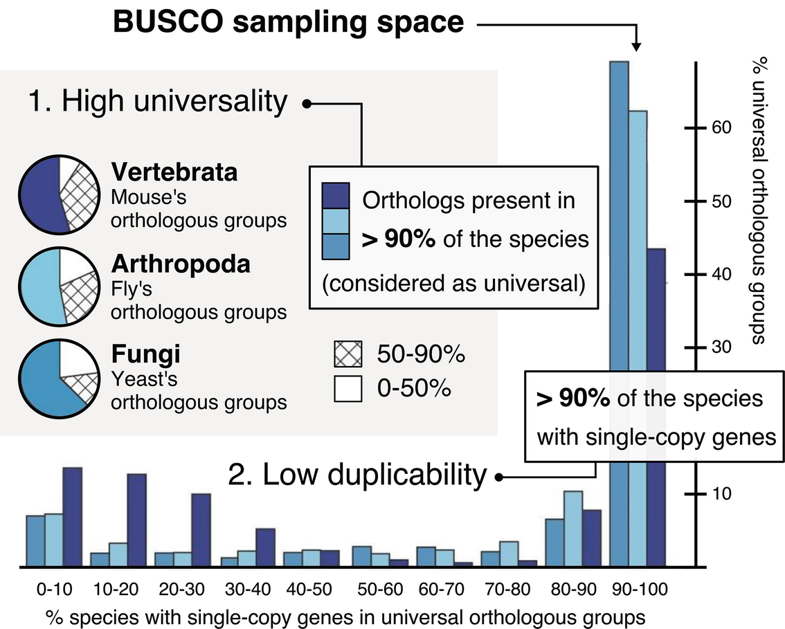 BUSCO sampling space
1. High universality
Vertebrata
Mouse's
orthologous groups
Arthropoda
Fly's
orthologous groups
Fungi
Yeast's
orthologous groups
Orthologs present in
> 90% of the species
(considered as universal)
50-90%
0-50%
> 90% of the species
with single-copy genes
2. Low duplicability
60
50
40
30
10
% universal orthologous groups
0-10 10-20 20-30 30-40 40-50 50-60 60-70 70-80 80-90 90-100
% species with single-copy genes in universal orthologous groups